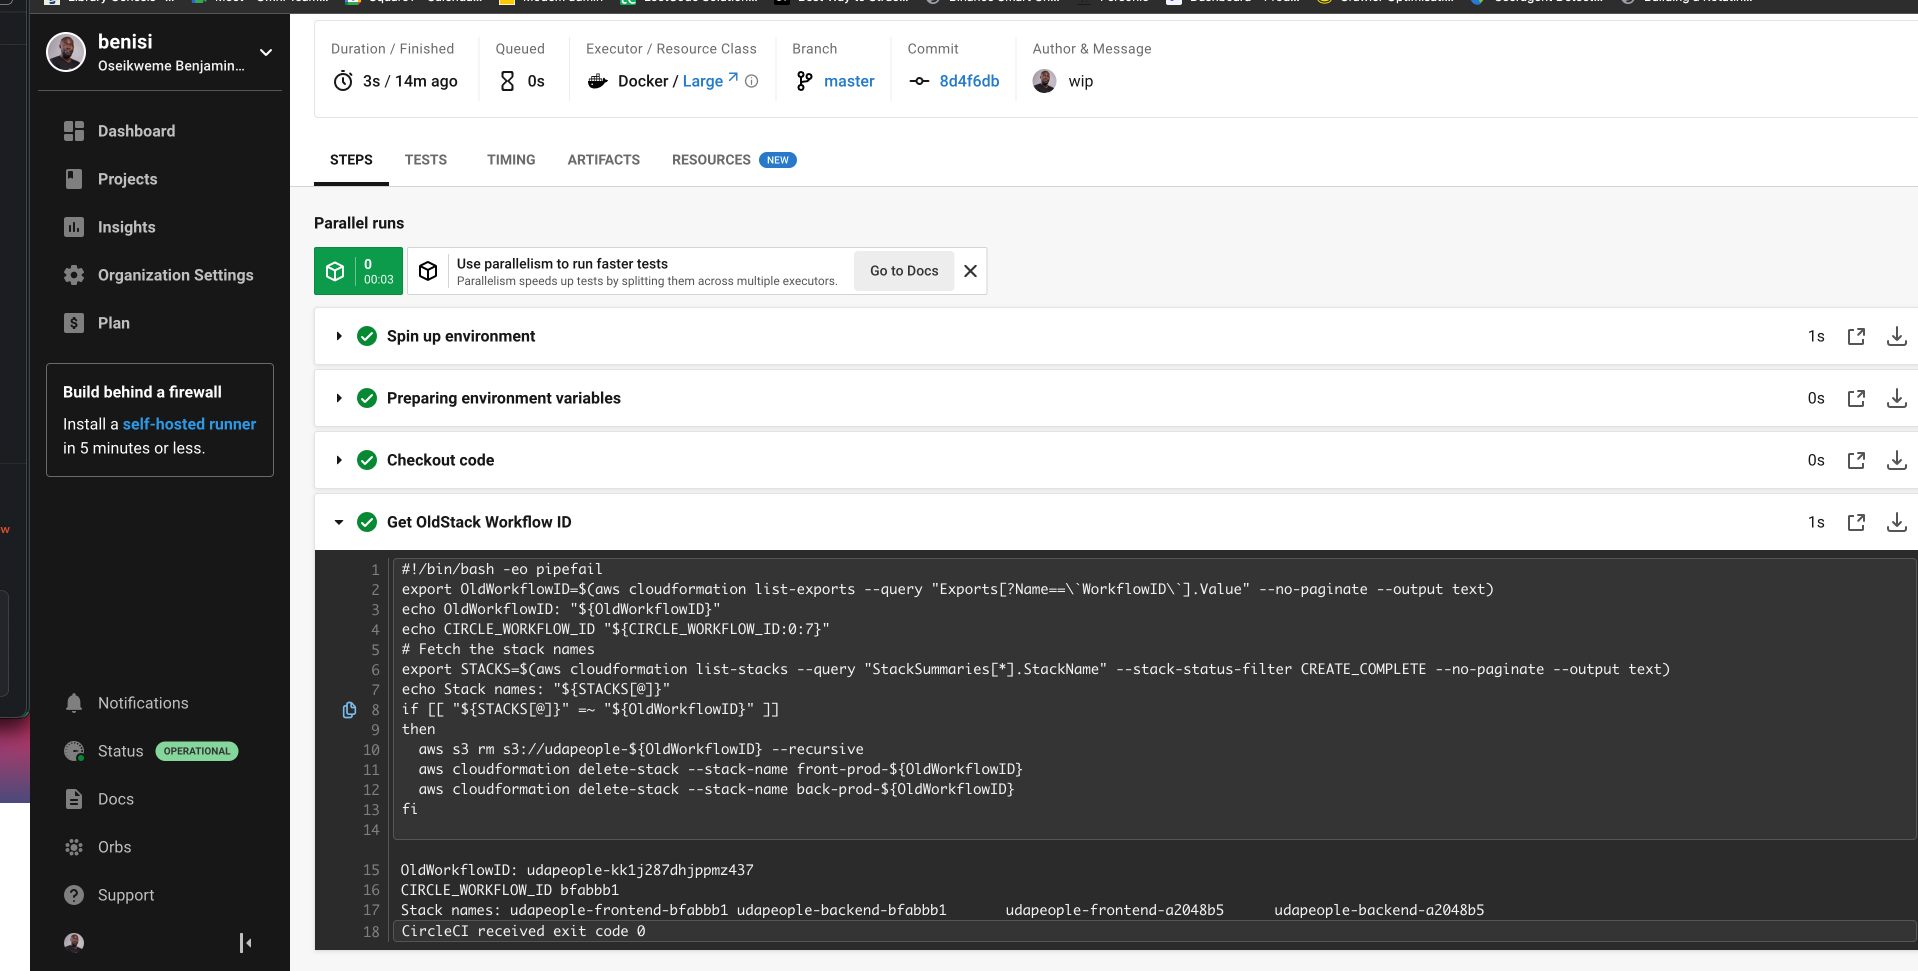 benisi
Oseikweme Benjamin...
Dashboard
Projects
Insights
Organization Settings
Plan
Build behind a firewall
Install a self-hosted runner
in 5 minutes or less.
Notifications
Status OPERATIONAL
Docs
Orbs
Support
Duration / Finished
3s / 14m ago
Queued
0s
Executor / Resource Class
Docker / Large
Branch
master
Commit
8d4f6db
Author & Message
wip
STEPS TESTS TIMING ARTIFACTS RESOURCES NEW
Parallel runs
0
00:03
Use parallelism to run faster tests
Parallelism speeds up tests by splitting them across multiple executors.
Go to Docs
Spin up environment 1s
Preparing environment variables 0s
Checkout code 0s
Get OldStack Workflow ID 1s
1 #!/bin/bash -eo pipefail
2 export OldWorkflowID=$(aws cloudformation list-exports --query "Exports[?Name==\`WorkflowID\`].Value" --no-paginate --output text)
3 echo OldWorkflowID: "${OldWorkflowID}"
4 echo CIRCLE_WORKFLOW_ID "${CIRCLE_WORKFLOW_ID:0:7}"
5 # Fetch the stack names
6 export STACKS=$(aws cloudformation list-stacks --query "StackSummaries[*].StackName" --stack-status-filter CREATE_COMPLETE --no-paginate --output text)
7 echo Stack names: "${STACKS[@]}"
8 if [[ "${STACKS[@]}" =~ "${OldWorkflowID}" ]]
9 then
10 aws s3 rm s3://udapeople-${OldWorkflowID} --recursive
11 aws cloudformation delete-stack --stack-name front-prod-${OldWorkflowID}
12 aws cloudformation delete-stack --stack-name back-prod-${OldWorkflowID}
13 fi
14
15 OldWorkflowID: udapeople-kk1j287dhjppmz437
16 CIRCLE_WORKFLOW_ID bfabbb1
17 Stack names: udapeople-frontend-bfabbb1 udapeople-backend-bfabbb1 udapeople-frontend-a2048b5 udapeople-backend-a2048b5
18 CircleCI received exit code 0